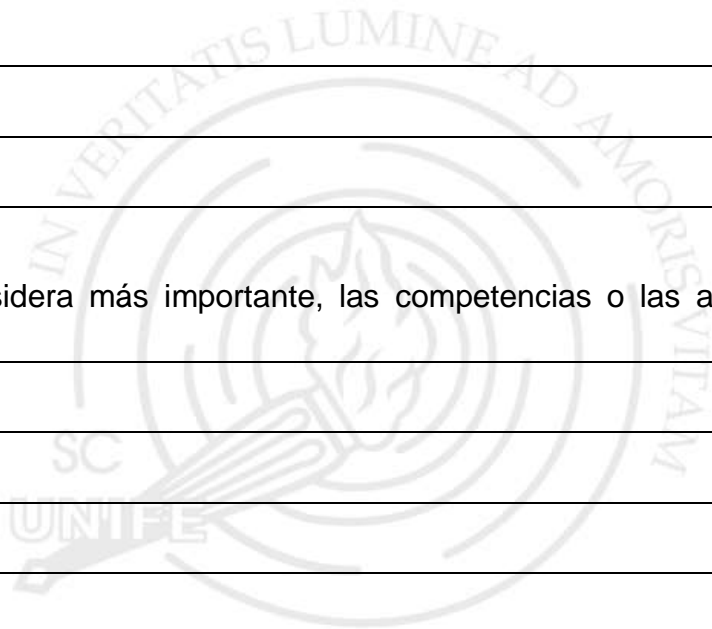 IN VERITATIS LUMINE AD AMORIS VITAM
sidera más importante, las competencias o las a
SC
UNIFE